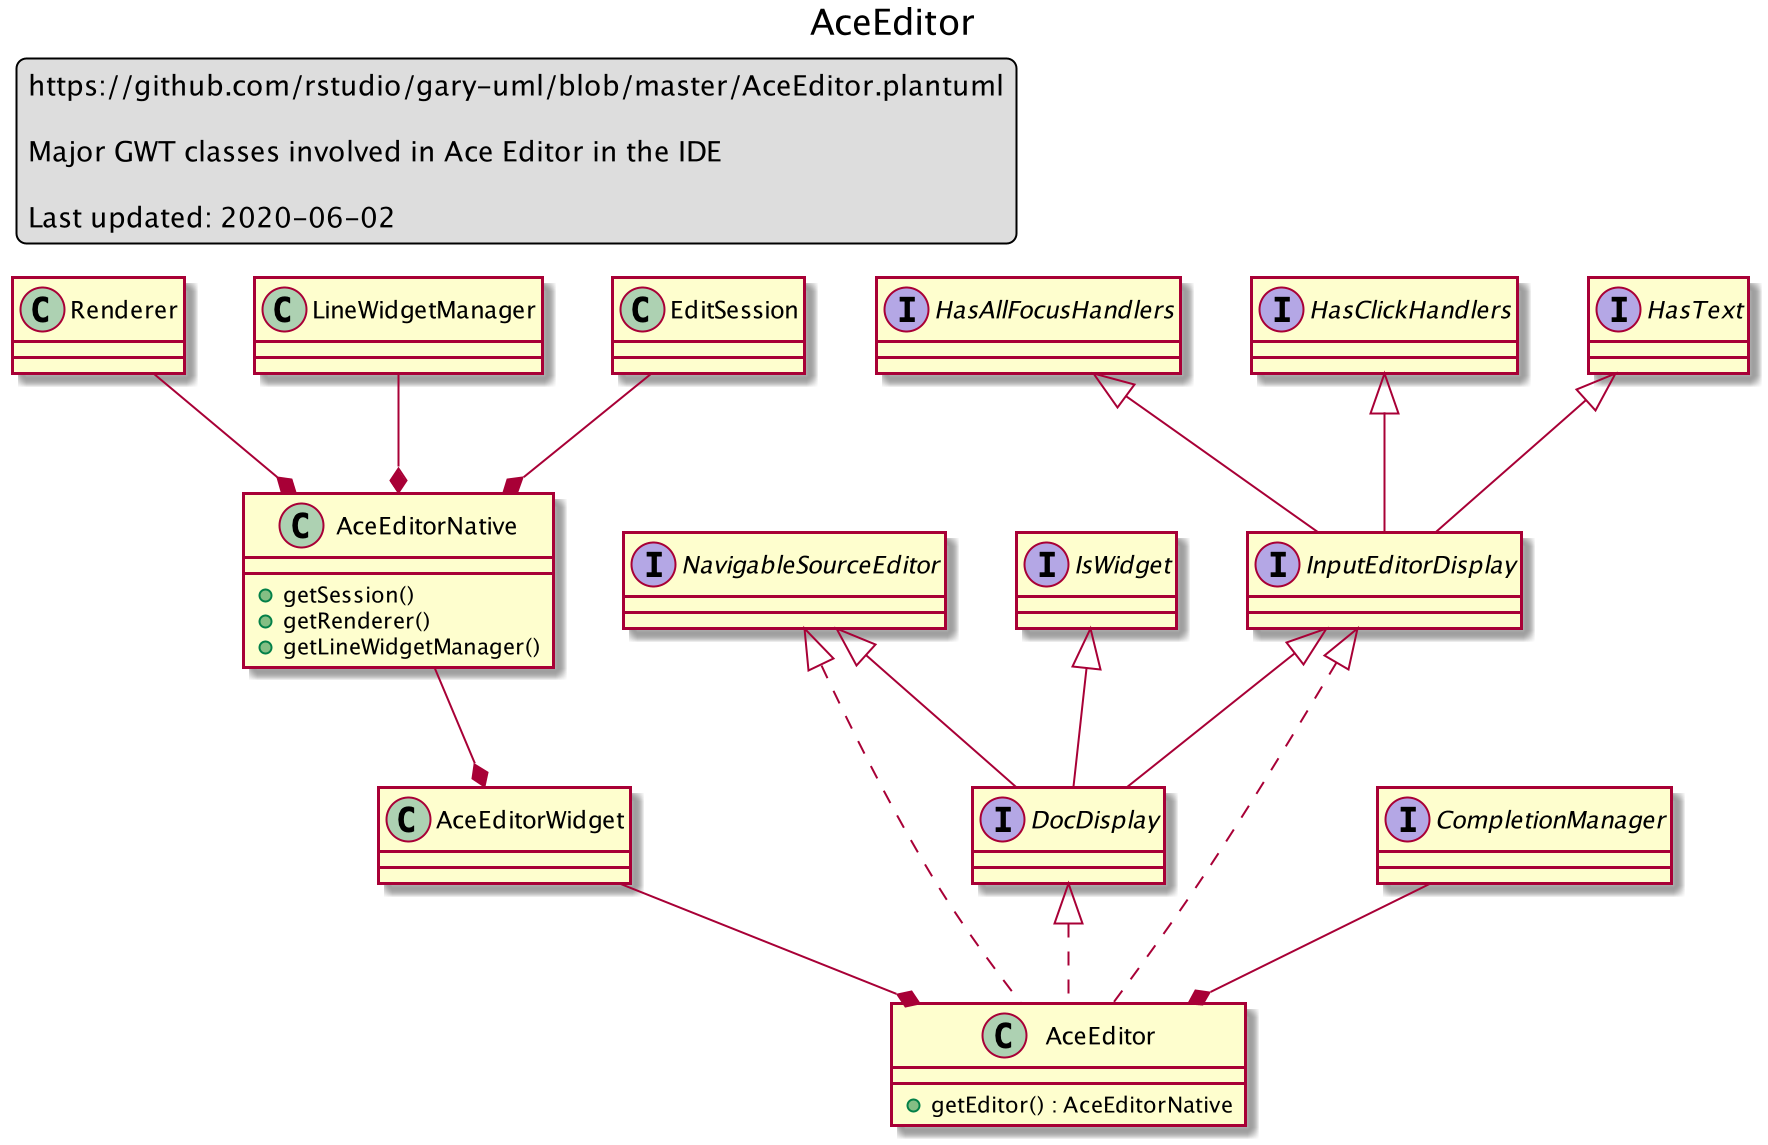 AceEditor
https://github.com/rstudio/gary-uml/blob/master/AceEditor.plantuml
Major GWT classes involved in Ace Editor in the IDE
Last updated: 2020-06-02
C Renderer
C LineWidgetManager
C EditSession
I HasAllFocusHandlers
I HasClickHandlers
I HasText
C AceEditorNative
getSession()
getRenderer()
getLineWidgetManager()
I NavigableSourceEditor
I IsWidget
I InputEditorDisplay
C AceEditorWidget
I DocDisplay
I CompletionManager
C AceEditor
getEditor() : AceEditorNative